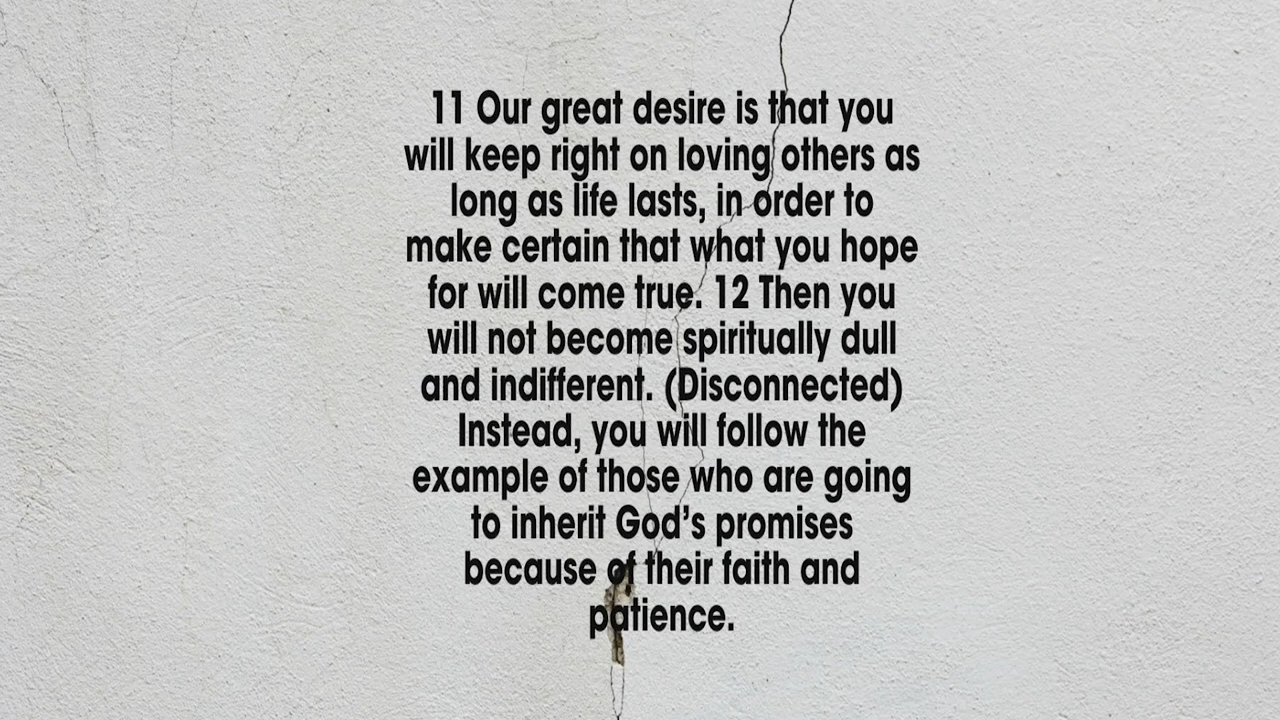 11 Our great desire is that you
will keep right on loving others as
long as life lasts, in order to
make certain that what you hope
for will come true. 12 Then you
will not become spiritually dull
and indifferent. (Disconnected)
Instead, you will follow the
example of those who are going
to inherit God’s promises
because of their faith and
patience.